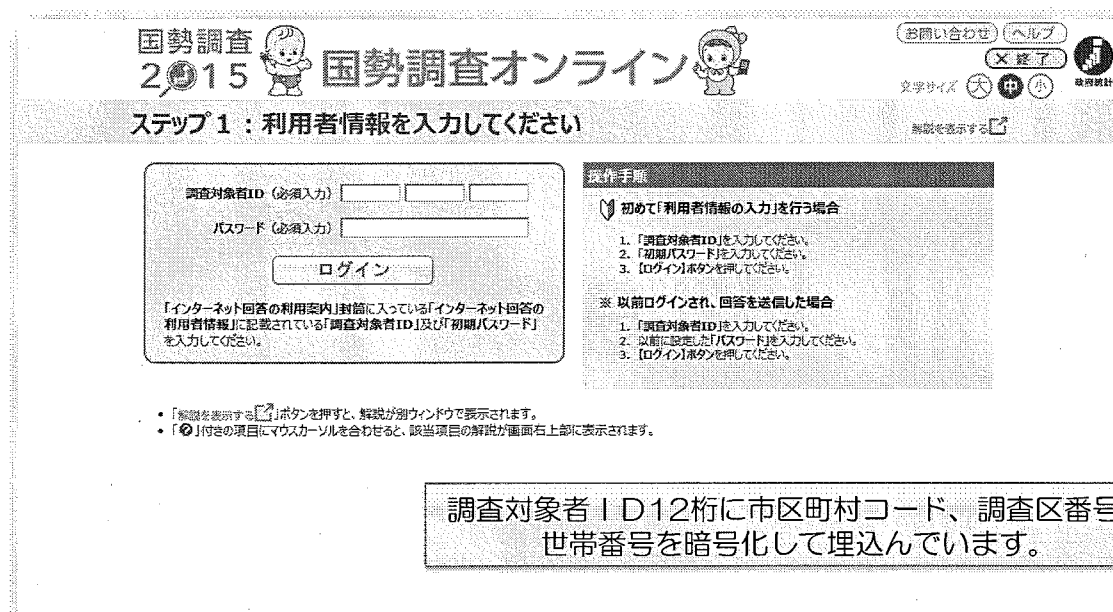 国勢調査
2015
国勢調査オンライン
お問い合わせ ヘルプ
× 終了
文字サイズ 大 中 小
政府統計
ステップ1:利用者情報を入力してください
解説を表示する
調査対象者ID(必須入力)
パスワード(必須入力)
ログイン
「インターネット回答の利用案内」封筒に入っている「インターネット回答の
利用者情報」に記載されている「調査対象者ID」及び「初期パスワード」
を入力してください。
操作手順
初めて「利用者情報の入力」を行う場合
1. 「調査対象者ID」を入力してください。
2. 「初期パスワード」を入力してください。
3. 【ログイン】ボタンを押してください。
※ 以前ログインされ、回答を送信した場合
1. 「調査対象者ID」を入力してください。
2. 以前に設定した「パスワード」を入力してください。
3. 【ログイン】ボタンを押してください。
• 「解説を表示する」ボタンを押すと、解説が別ウィンドウで表示されます。
• 「?」付きの項目にマウスカーソルを合わせると、該当項目の解説が画面右上部に表示されます。
調査対象者ID12桁に市区町村コード、調査区番号
世帯番号を暗号化して埋込んでいます。